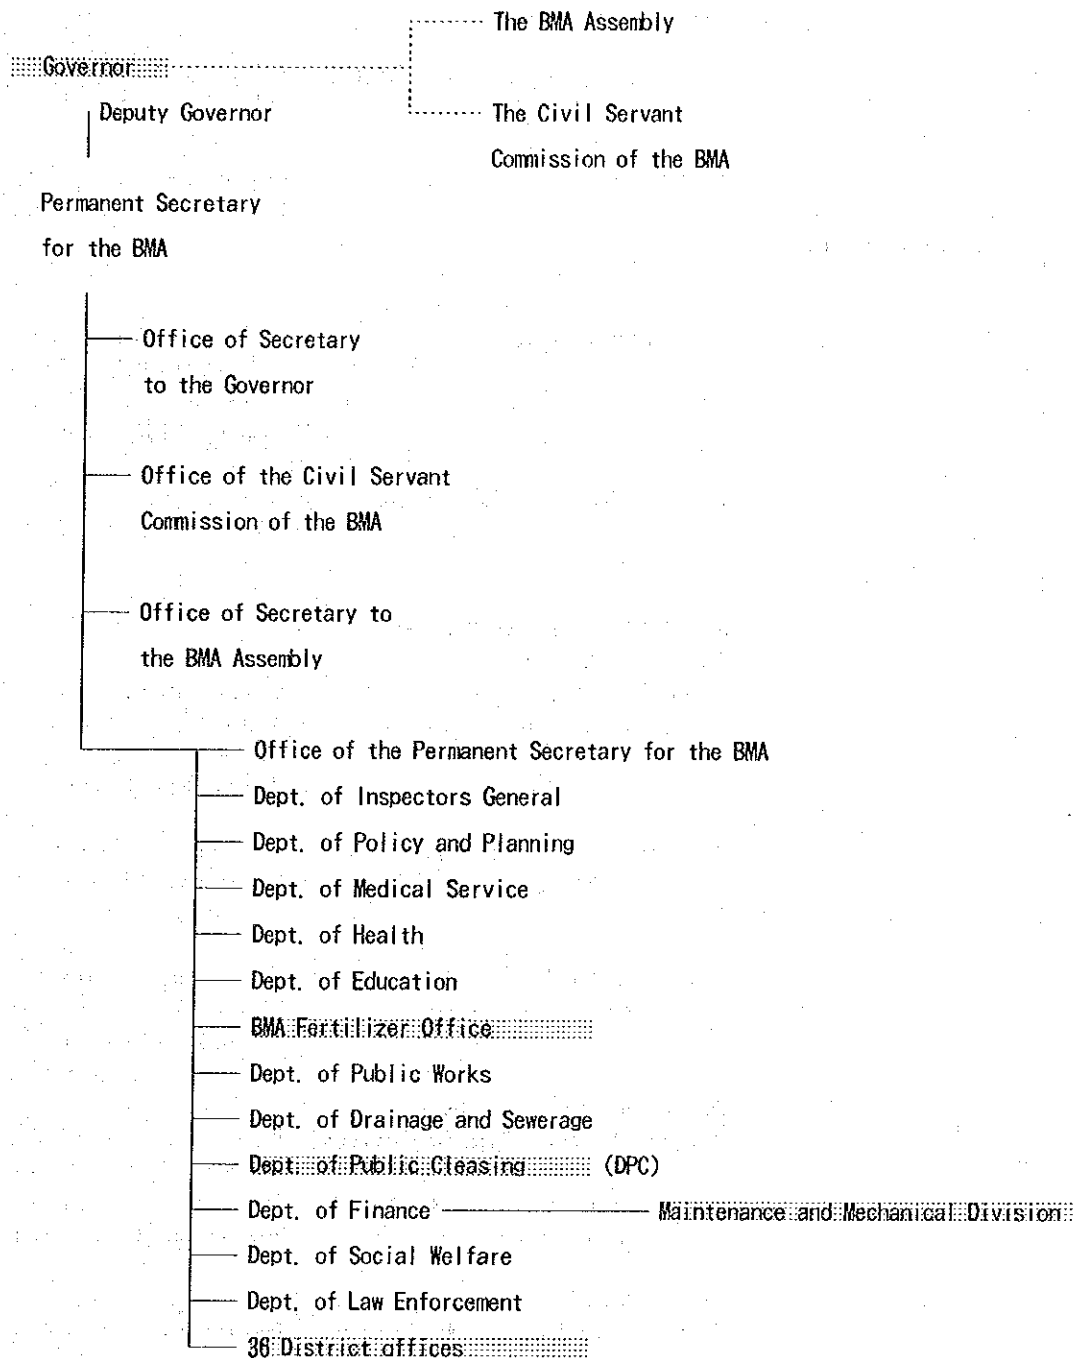 The BMA Assembly
Governor
Deputy Governor
The Civil Servant
Commission of the BMA
Permanent Secretary
for the BMA
Office of Secretary
to the Governor
Office of the Civil Servant
Commission of the BMA
Office of Secretary to
the BMA Assembly
Office of the Permanent Secretary for the BMA
Dept. of Inspectors General
Dept. of Policy and Planning
Dept. of Medical Service
Dept. of Health
Dept. of Education
BMA Fertilizer Office
Dept. of Public Works
Dept. of Drainage and Sewerage
Dept. of Public Cleasing (DPC)
Dept. of Finance Maintenance and Mechanical Division
Dept. of Social Welfare
Dept. of Law Enforcement
36 District offices